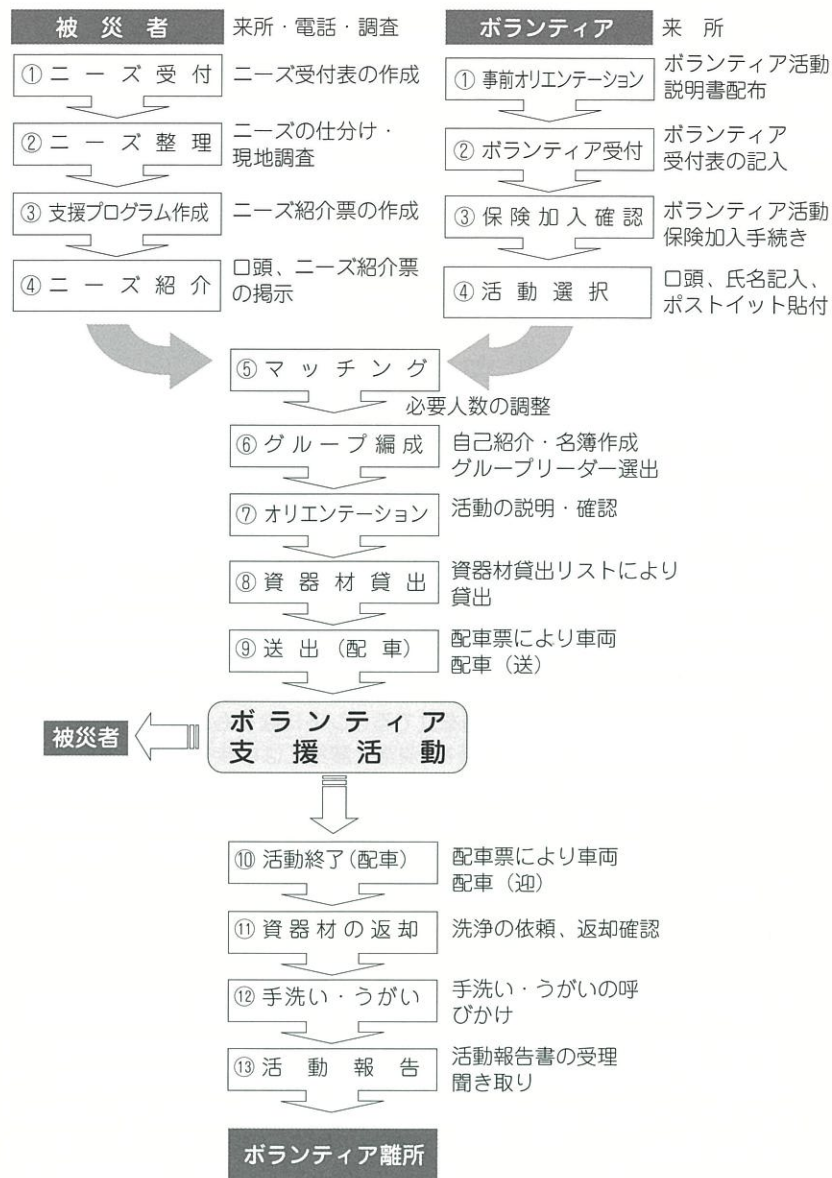 被災者
来所・電話・調査
①ニーズ受付
ニーズ受付表の作成
②ニーズ整理
ニーズの仕分け・
現地調査
③支援プログラム作成
ニーズ紹介票の作成
④ニーズ紹介
口頭、ニーズ紹介票
の掲示
ボランティア
来所
①事前オリエンテーション
ボランティア活動
説明書配布
②ボランティア受付
ボランティア
受付表の記入
③保険加入確認
ボランティア活動
保険加入手続き
④活動選択
口頭、氏名記入、
ポストイット貼付
⑤マッチング
必要人数の調整
⑥グループ編成
自己紹介・名簿作成
グループリーダー選出
⑦オリエンテーション
活動の説明・確認
⑧資器材貸出
資器材貸出リストにより
貸出
⑨送出(配車)
配車票により車両
配車(送)
ボランティア
支援活動
被災者
⑩活動終了(配車)
配車票により車両
配車(迎)
⑪資器材の返却
洗浄の依頼、返却確認
⑫手洗い・うがい
手洗い・うがいの呼
びかけ
⑬活動報告
活動報告書の受理
聞き取り
ボランティア離所